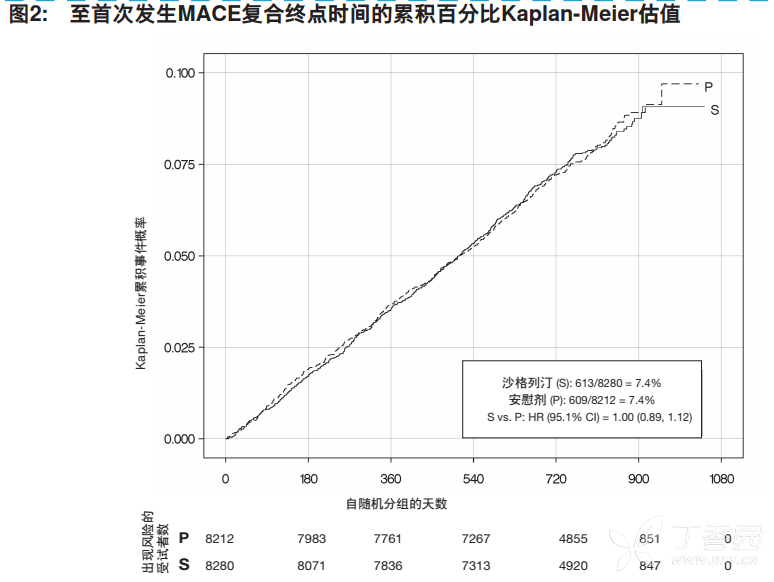 图2: 至首次发生MACE复合终点时间的累积百分比Kaplan-Meier估值
0.100
0.075
0.050
0.025
0.000
Kaplan-Meier累积事件概率
P
S
沙格列汀 (S): 613/8280 = 7.4%
安慰剂 (P): 609/8212 = 7.4%
S vs. P: HR (95.1% CI) = 1.00 (0.89, 1.12)
0 180 360 540 720 900 1080
自随机分组的天数
出现风险的
受试者数
P 8212 7983 7761 7267 4855 851 0
S 8280 8071 7836 7313 4920 847 0
丁香园